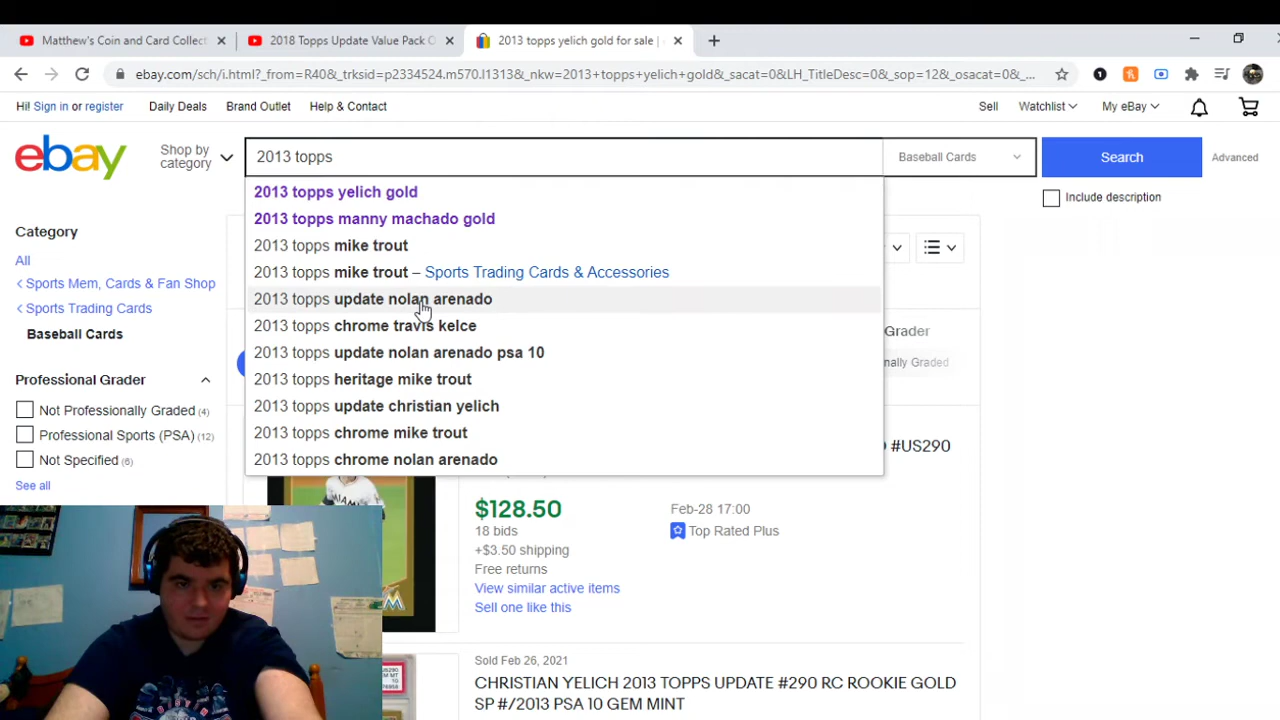 Matthew's Coin and Card Collect
2018 Topps Update Value Pack O
2013 topps yelich gold for sale |
ebay.com/sch/i.html?_from=R40&_trksid=p2334524.m570.l1313&_nkw=2013+topps+yelich+gold&_sacat=0&LH_TitleDesc=0&_sop=12&_osacat=0&_...
Hi! Sign in or register Daily Deals Brand Outlet Help & Contact Sell Watchlist My eBay
ebay Shop by category 2013 topps Baseball Cards Search Advanced
Include description
2013 topps yelich gold
2013 topps manny machado gold
2013 topps mike trout
2013 topps mike trout – Sports Trading Cards & Accessories
2013 topps update nolan arenado
2013 topps chrome travis kelce
2013 topps update nolan arenado psa 10
2013 topps heritage mike trout
2013 topps update christian yelich
2013 topps chrome mike trout
2013 topps chrome nolan arenado
Category
All
Sports Mem, Cards & Fan Shop
Sports Trading Cards
Baseball Cards
Professional Grader
Not Professionally Graded (4)
Professional Sports (PSA) (12)
Not Specified (6)
See all
Grader
Graded
#US290
$128.50
18 bids
+$3.50 shipping
Free returns
View similar active items
Sell one like this
Feb-28 17:00
Top Rated Plus
MIAMI
Sold Feb 26, 2021
CHRISTIAN YELICH 2013 TOPPS UPDATE #290 RC ROOKIE GOLD
SP #/2013 PSA 10 GEM MINT